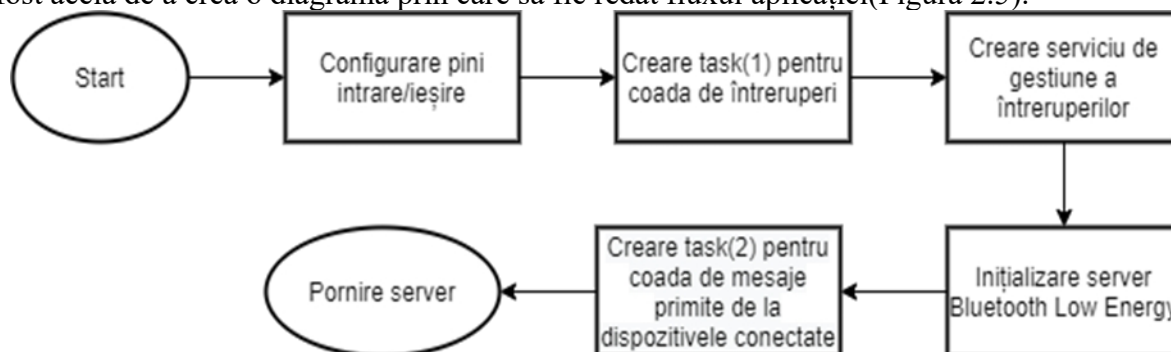 fost acela de a crea o diagramă prin care să fie redat fluxul aplicației(Figura 2.5).
Start
Configurare pini
intrare/ieșire
Creare task(1) pentru
coada de întreruperi
Creare serviciu de
gestiune a
întreruperilor
Inițializare server
Bluetooth Low Energy
Creare task(2) pentru
coada de mesaje
primite de la
dispozitivele conectate
Pornire server